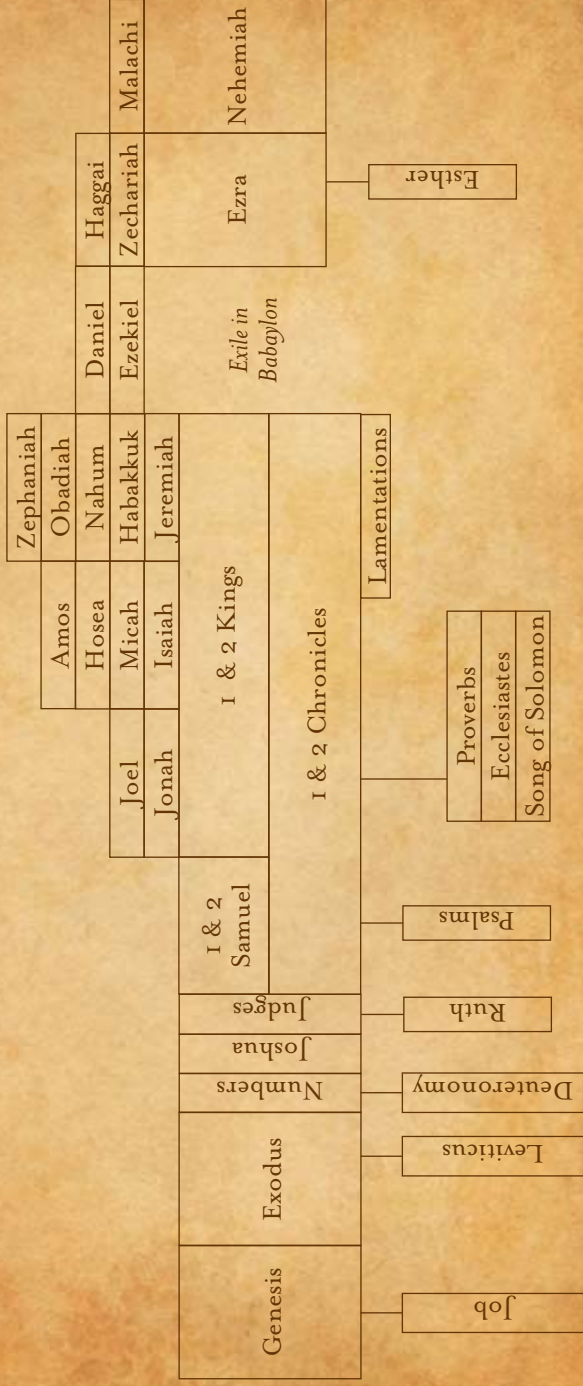 Zephaniah
Amos
Obadiah
Hosea
Nahum
Daniel
Haggai
Joel
Micah
Habakkuk
Ezekiel
Zechariah
Malachi
Jonah
Isaiah
Jeremiah
Genesis
Exodus
Numbers
Joshua
Judges
1 & 2
Samuel
1 & 2 Kings
1 & 2 Chronicles
Exile in
Babaylon
Ezra
Nehemiah
Lamentations
Job
Leviticus
Deuteronomy
Ruth
Psalms
Proverbs
Ecclesiastes
Song of Solomon
Esther